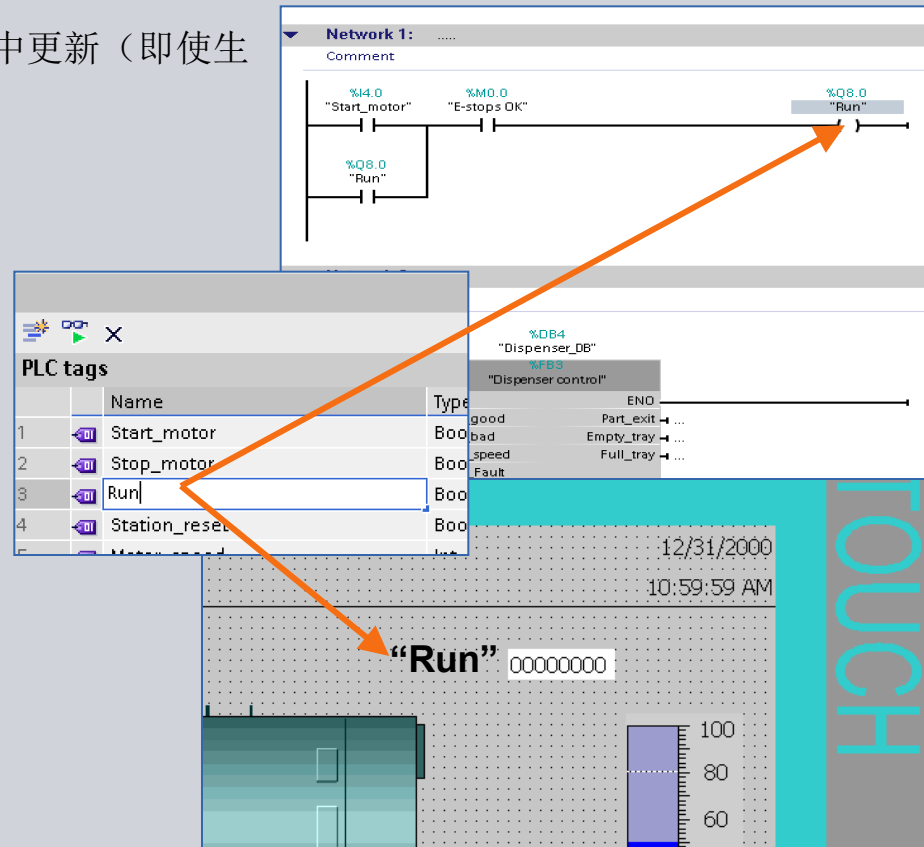 中更新（即使生
Network 1: .....
Comment
%I4.0 %M0.0 %Q8.0
"Start_motor" "E-stops OK" "Run"
%Q8.0
"Run"
%DB4
"Dispenser_DB"
%FB3
"Dispenser control"
ENO
good Part_exit ...
bad Empty_tray ...
_speed Full_tray ...
Fault
PLC tags
Name Type
1 Start_motor Boo
2 Stop_motor Boo
3 Run Boo
4 Station_reset Boo
12/31/2000
10:59:59 AM
"Run" 00000000
100
80
60
TOUCH